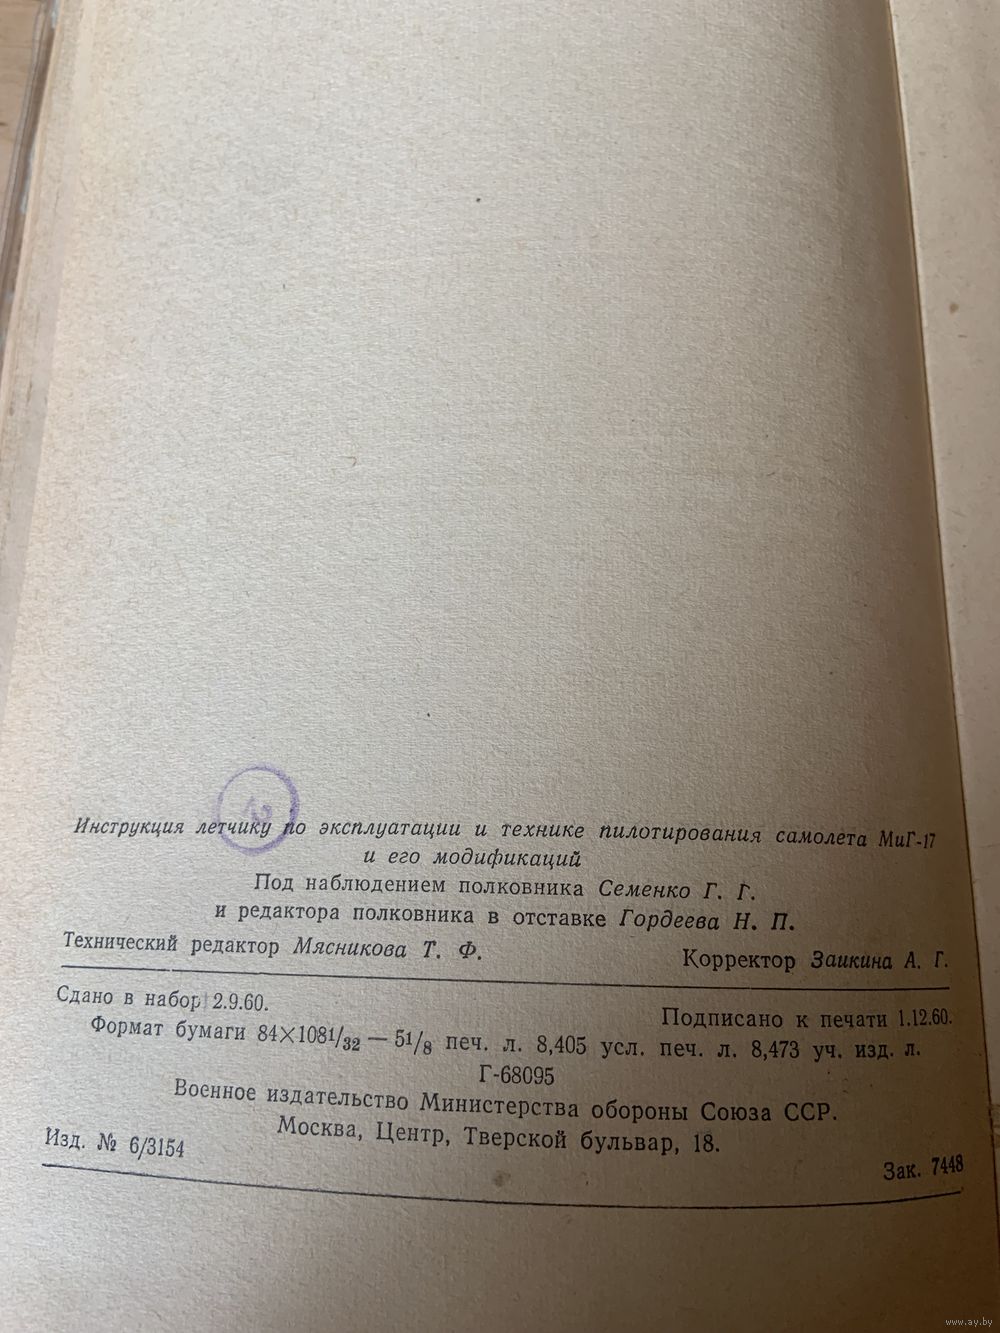 Инструкция летчику по эксплуатации и технике пилотирования самолета МиГ-17
и его модификаций
Под наблюдением полковника Семенко Г. Г.
и редактора полковника в отставке Гордеева Н. П.
Технический редактор Мясникова Т. Ф. Корректор Заикина А. Г.
Сдано в набор 2.9.60. Подписано к печати 1.12.60.
Формат бумаги 84×108¹/₃₂ — 5¹/₈ печ. л. 8,405 усл. печ. л. 8,473 уч. изд. л.
Г-68095
Военное издательство Министерства обороны Союза ССР.
Москва, Центр, Тверской бульвар, 18.
Изд. № 6/3154 Зак. 7448
www.ay.by